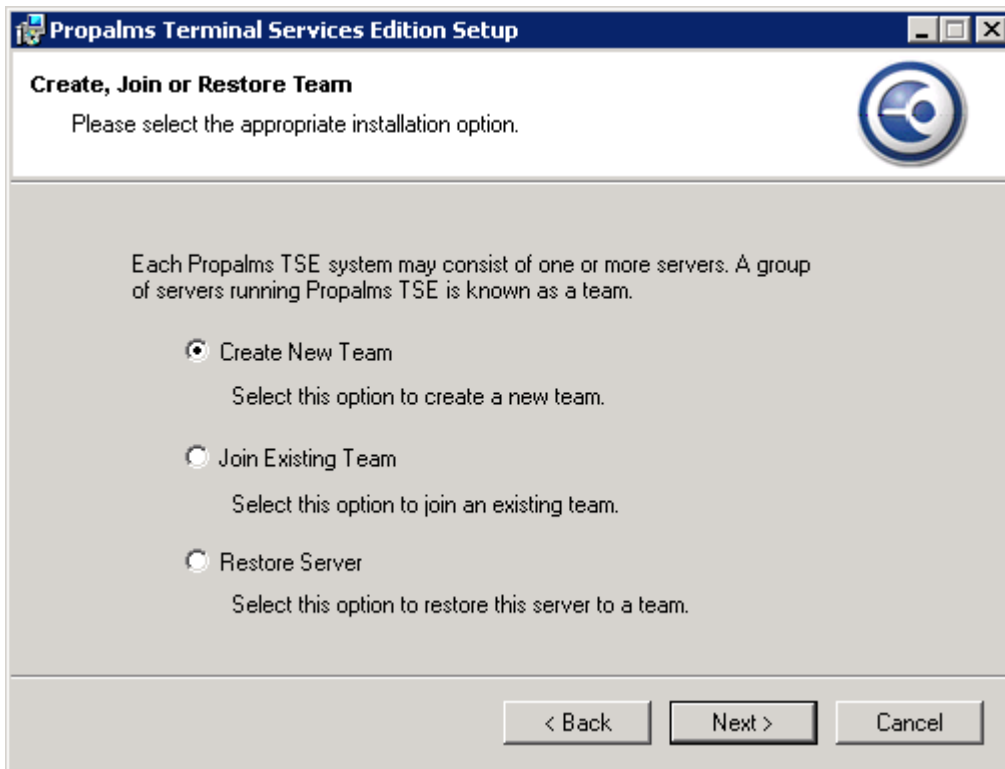 Propalms Terminal Services Edition Setup
Create, Join or Restore Team
Please select the appropriate installation option.
Each Propalms TSE system may consist of one or more servers. A group
of servers running Propalms TSE is known as a team.
Create New Team
Select this option to create a new team.
Join Existing Team
Select this option to join an existing team.
Restore Server
Select this option to restore this server to a team.
< Back Next > Cancel